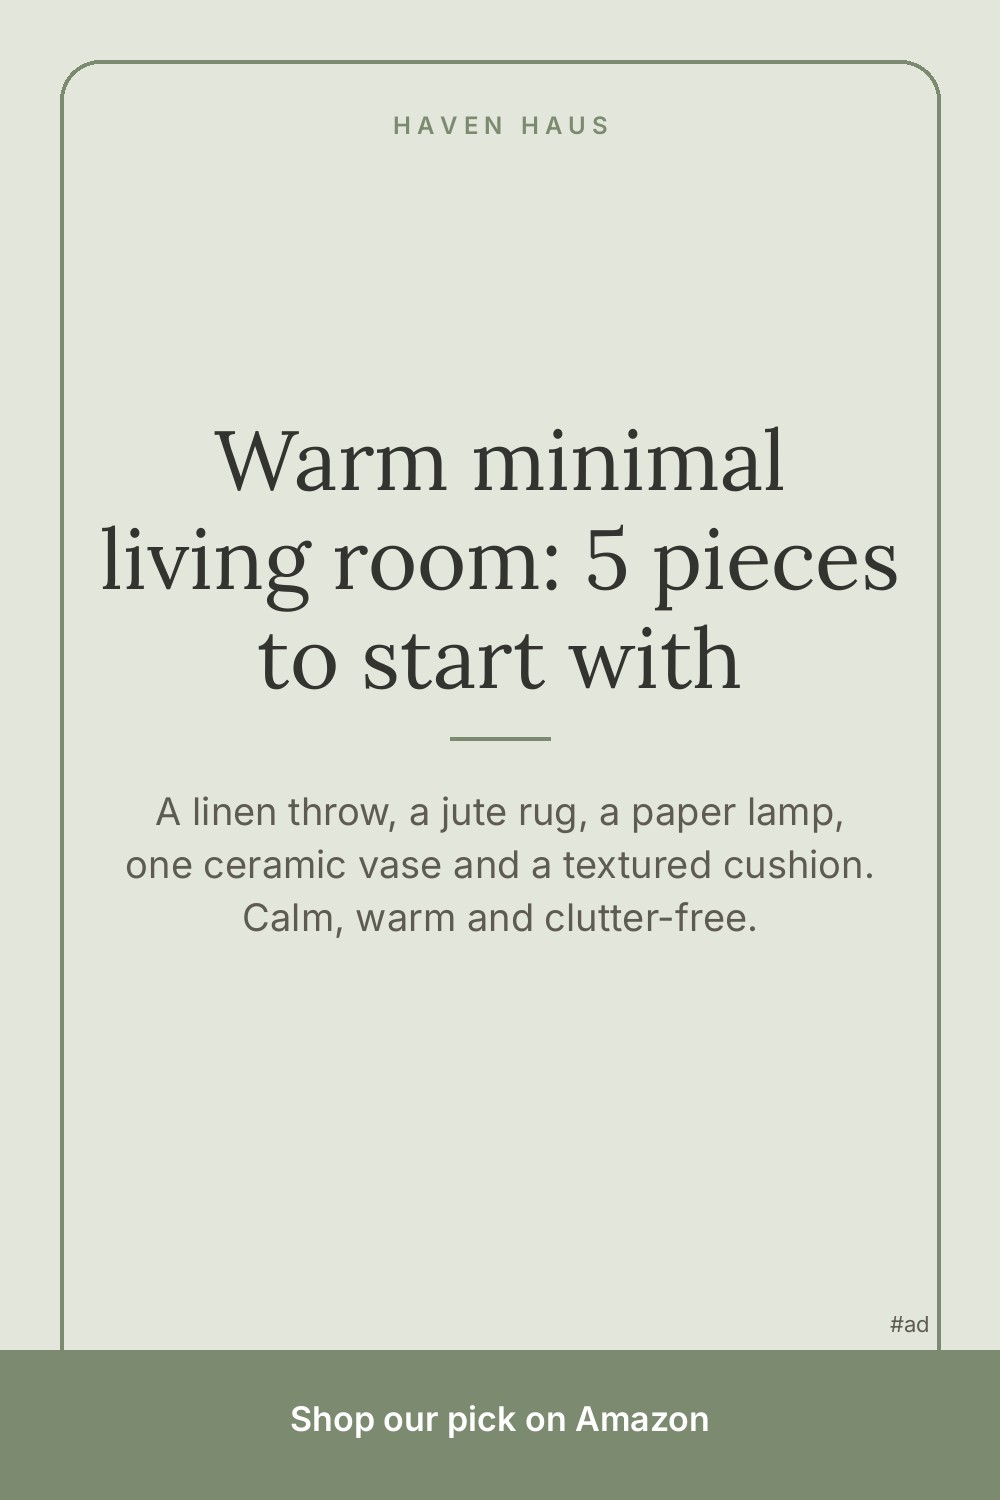 HAVEN HAUS
Warm minimal
living room: 5 pieces
to start with
A linen throw, a jute rug, a paper lamp,
one ceramic vase and a textured cushion.
Calm, warm and clutter-free.
#ad
Shop our pick on Amazon